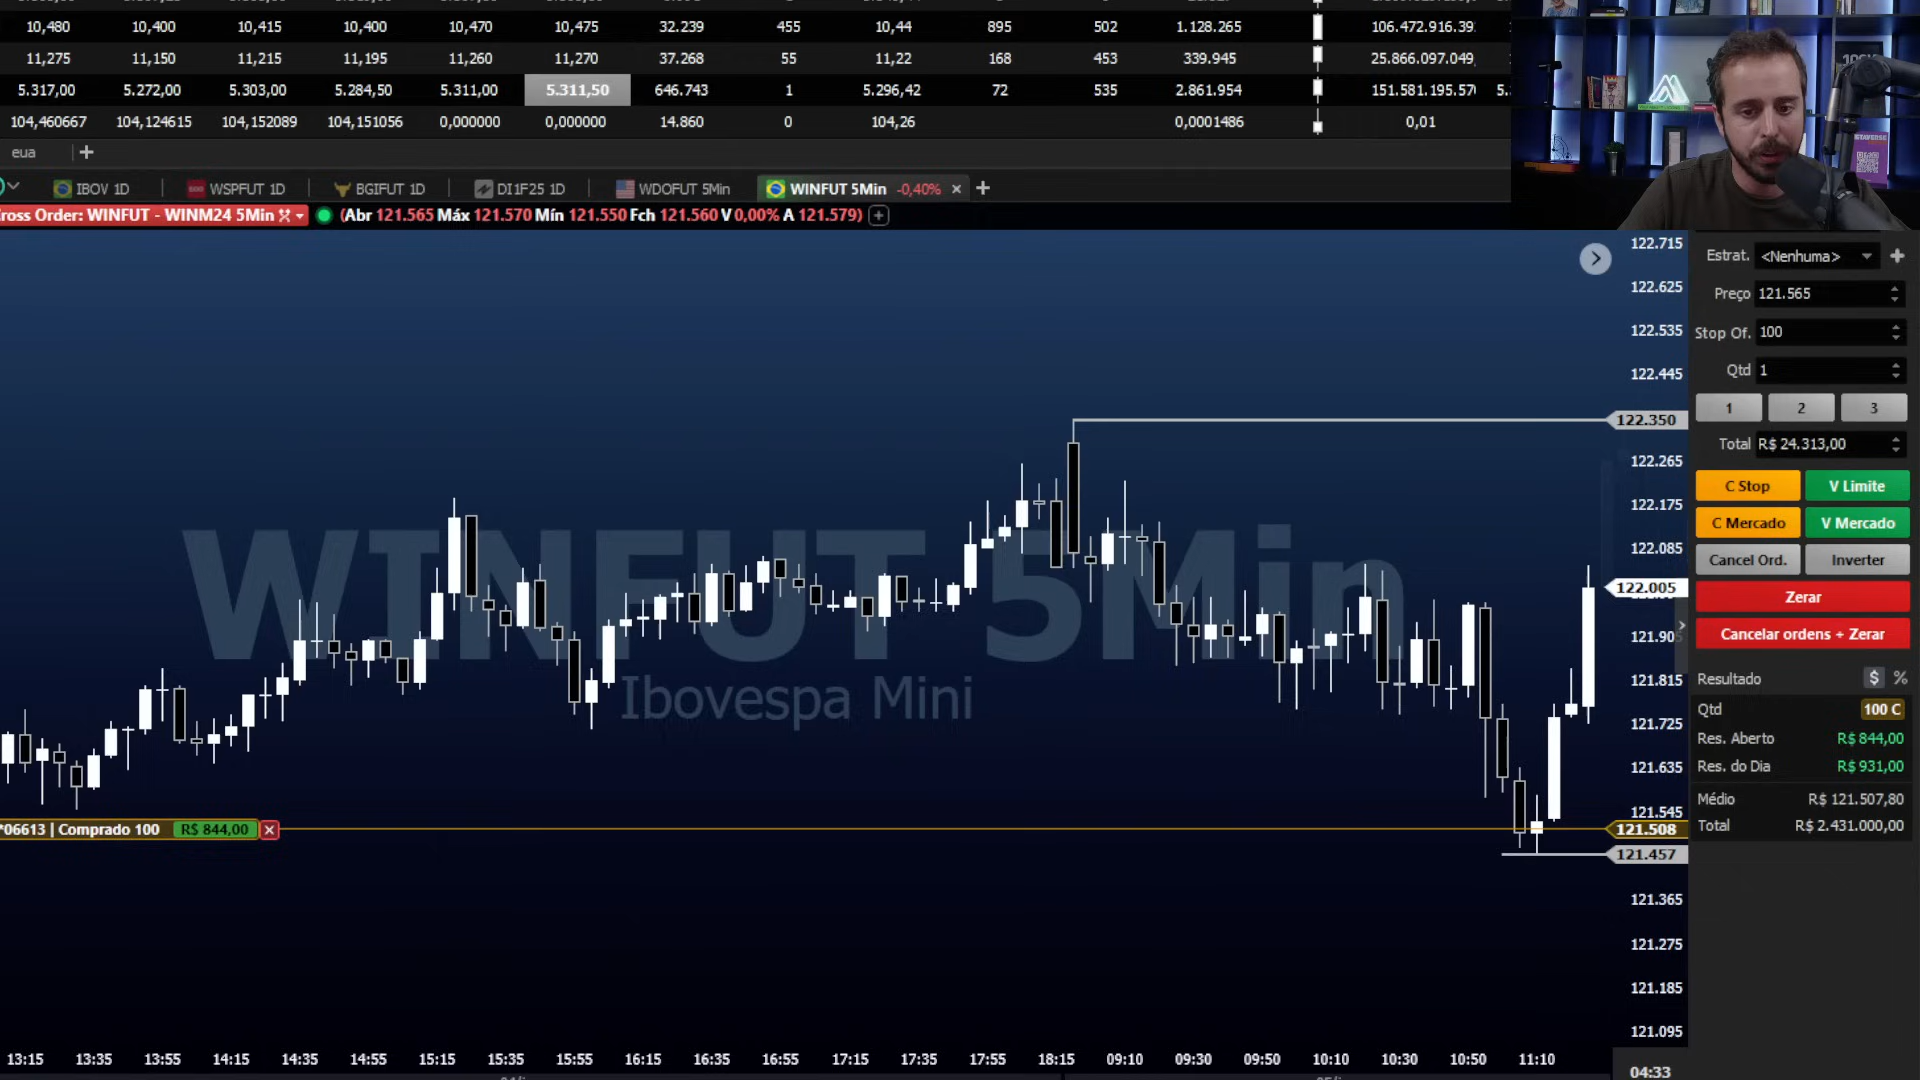 10,480 10,400 10,415 10,400 10,470 10,475 32.239 455 10,44 895 502 1.128.265 106.472.916.39
11,275 11,150 11,215 11,195 11,260 11,270 37.268 55 11,22 168 453 339.945 25.866.097.049
5.317,00 5.272,00 5.303,00 5.284,50 5.311,00 5.311,50 646.743 1 5.296,42 72 535 2.861.954 151.581.195.57
104,460667 104,124615 104,152089 104,151056 0,000000 0,000000 14.860 0 104,26 0,0001486 0,01
eua +
IBOV 1D WSPFUT 1D BGIFUT 1D DI1F25 1D WDOFUT 5Min WINFUT 5Min -0,40% × +
ross Order: WINFUT - WINM24 5Min (Abr 121.565 Máx 121.570 Mín 121.550 Fch 121.560 V 0,00% A 121.579) +
WINFUT 5Min
Ibovespa Mini
*06613 | Comprado 100 R$ 844,00
122.715
122.625
122.535
122.445
122.350
122.265
122.175
122.085
122.005
121.90
121.815
121.725
121.635
121.545
121.508
121.457
121.365
121.275
121.185
121.095
13:15 13:35 13:55 14:15 14:35 14:55 15:15 15:35 15:55 16:15 16:35 16:55 17:15 17:35 17:55 18:15 09:10 09:30 09:50 10:10 10:30 10:50 11:10
04:33
Estrat. <Nenhuma> +
Preço 121.565
Stop Of. 100
Qtd 1
1 2 3
Total R$ 24.313,00
C Stop V Limite
C Mercado V Mercado
Cancel Ord. Inverter
Zerar
Cancelar ordens + Zerar
Resultado $ %
Qtd 100 C
Res. Aberto R$ 844,00
Res. do Dia R$ 931,00
Médio R$ 121.507,80
Total R$ 2.431.000,00